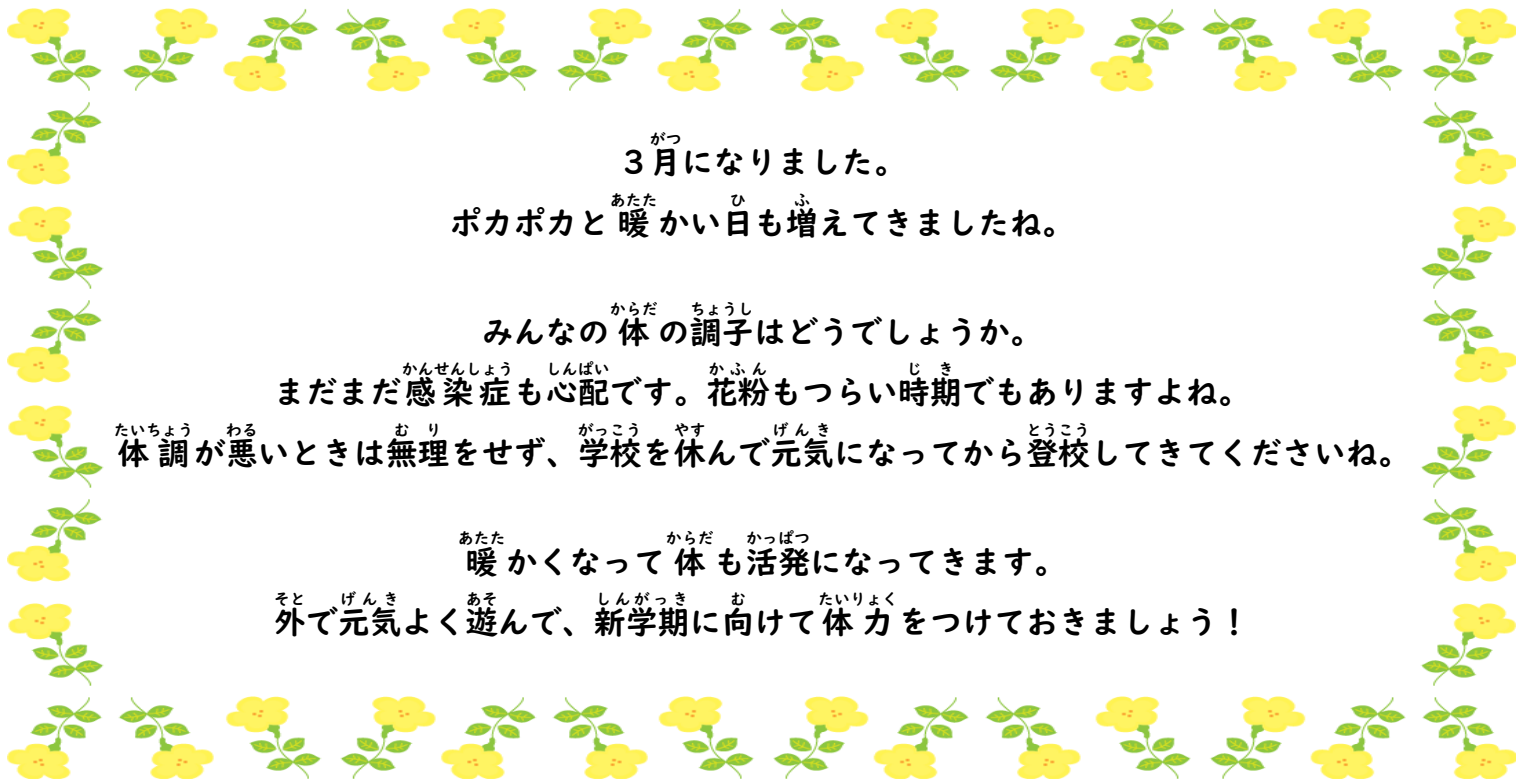 ３月になりました。
ポカポカと暖かい日も増えてきましたね。
みんなの体の調子はどうでしょうか。
まだまだ感染症も心配です。花粉もつらい時期でもありますよね。
体調が悪いときは無理をせず、学校を休んで元気になってから登校してきてくださいね。
暖かくなって体も活発になってきます。
外で元気よく遊んで、新学期に向けて体力をつけておきましょう！